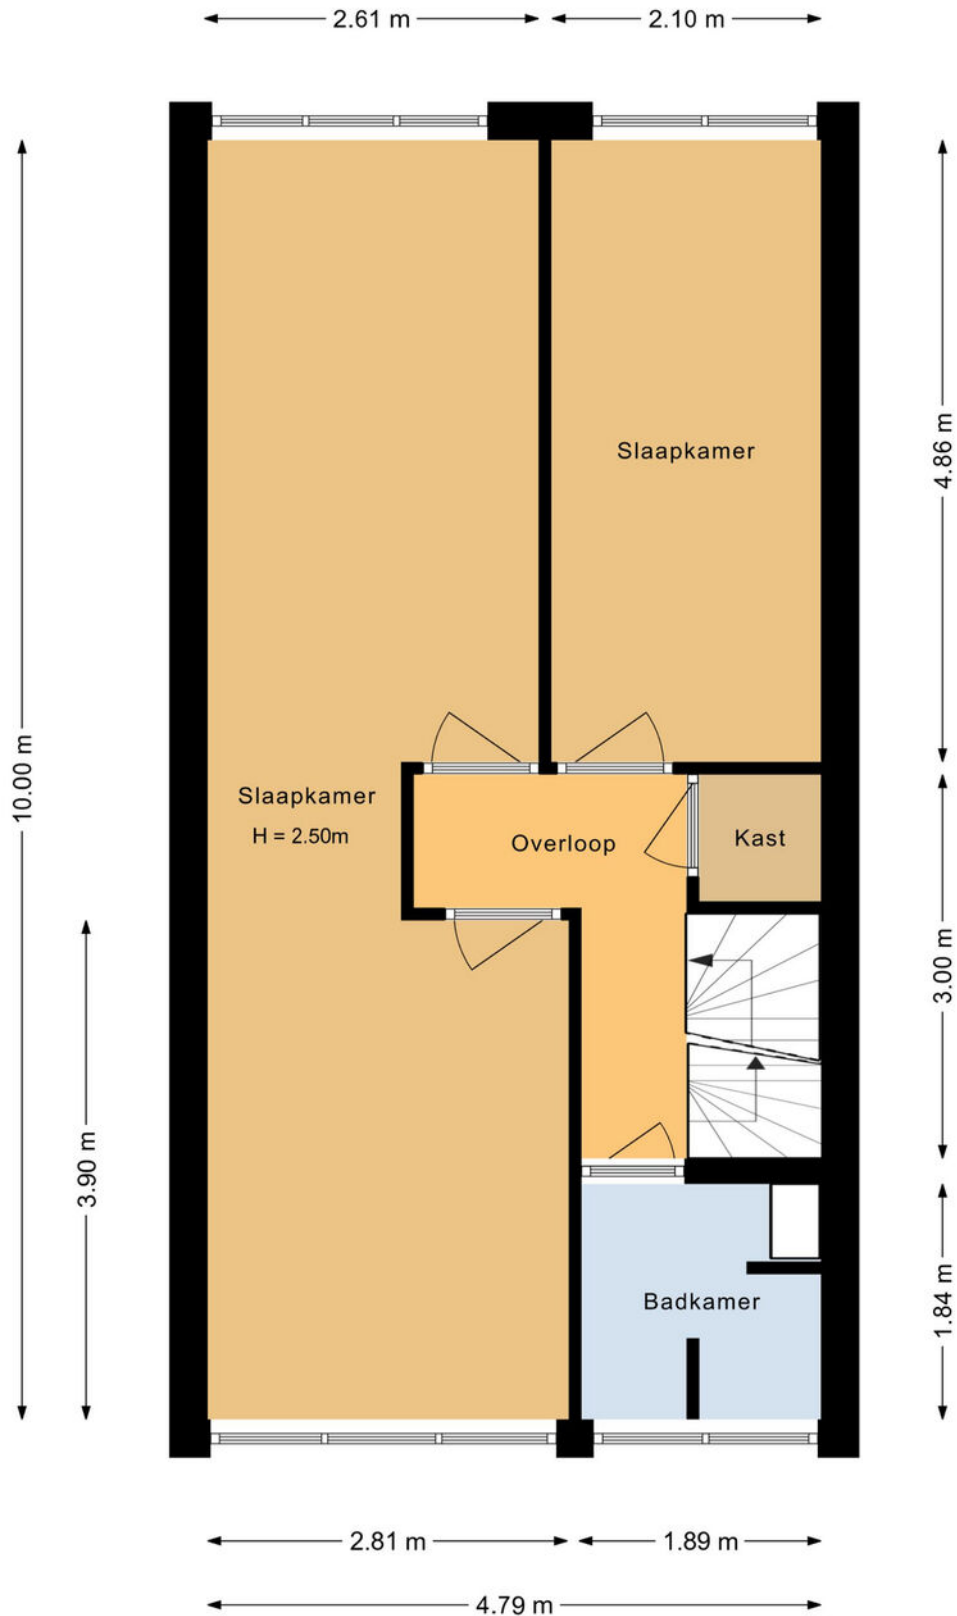 2.61 m
2.10 m
10.00 m
4.86 m
Slaapkamer
Slaapkamer
H = 2.50m
Overloop
Kast
3.00 m
3.90 m
Badkamer
1.84 m
2.81 m
1.89 m
4.79 m